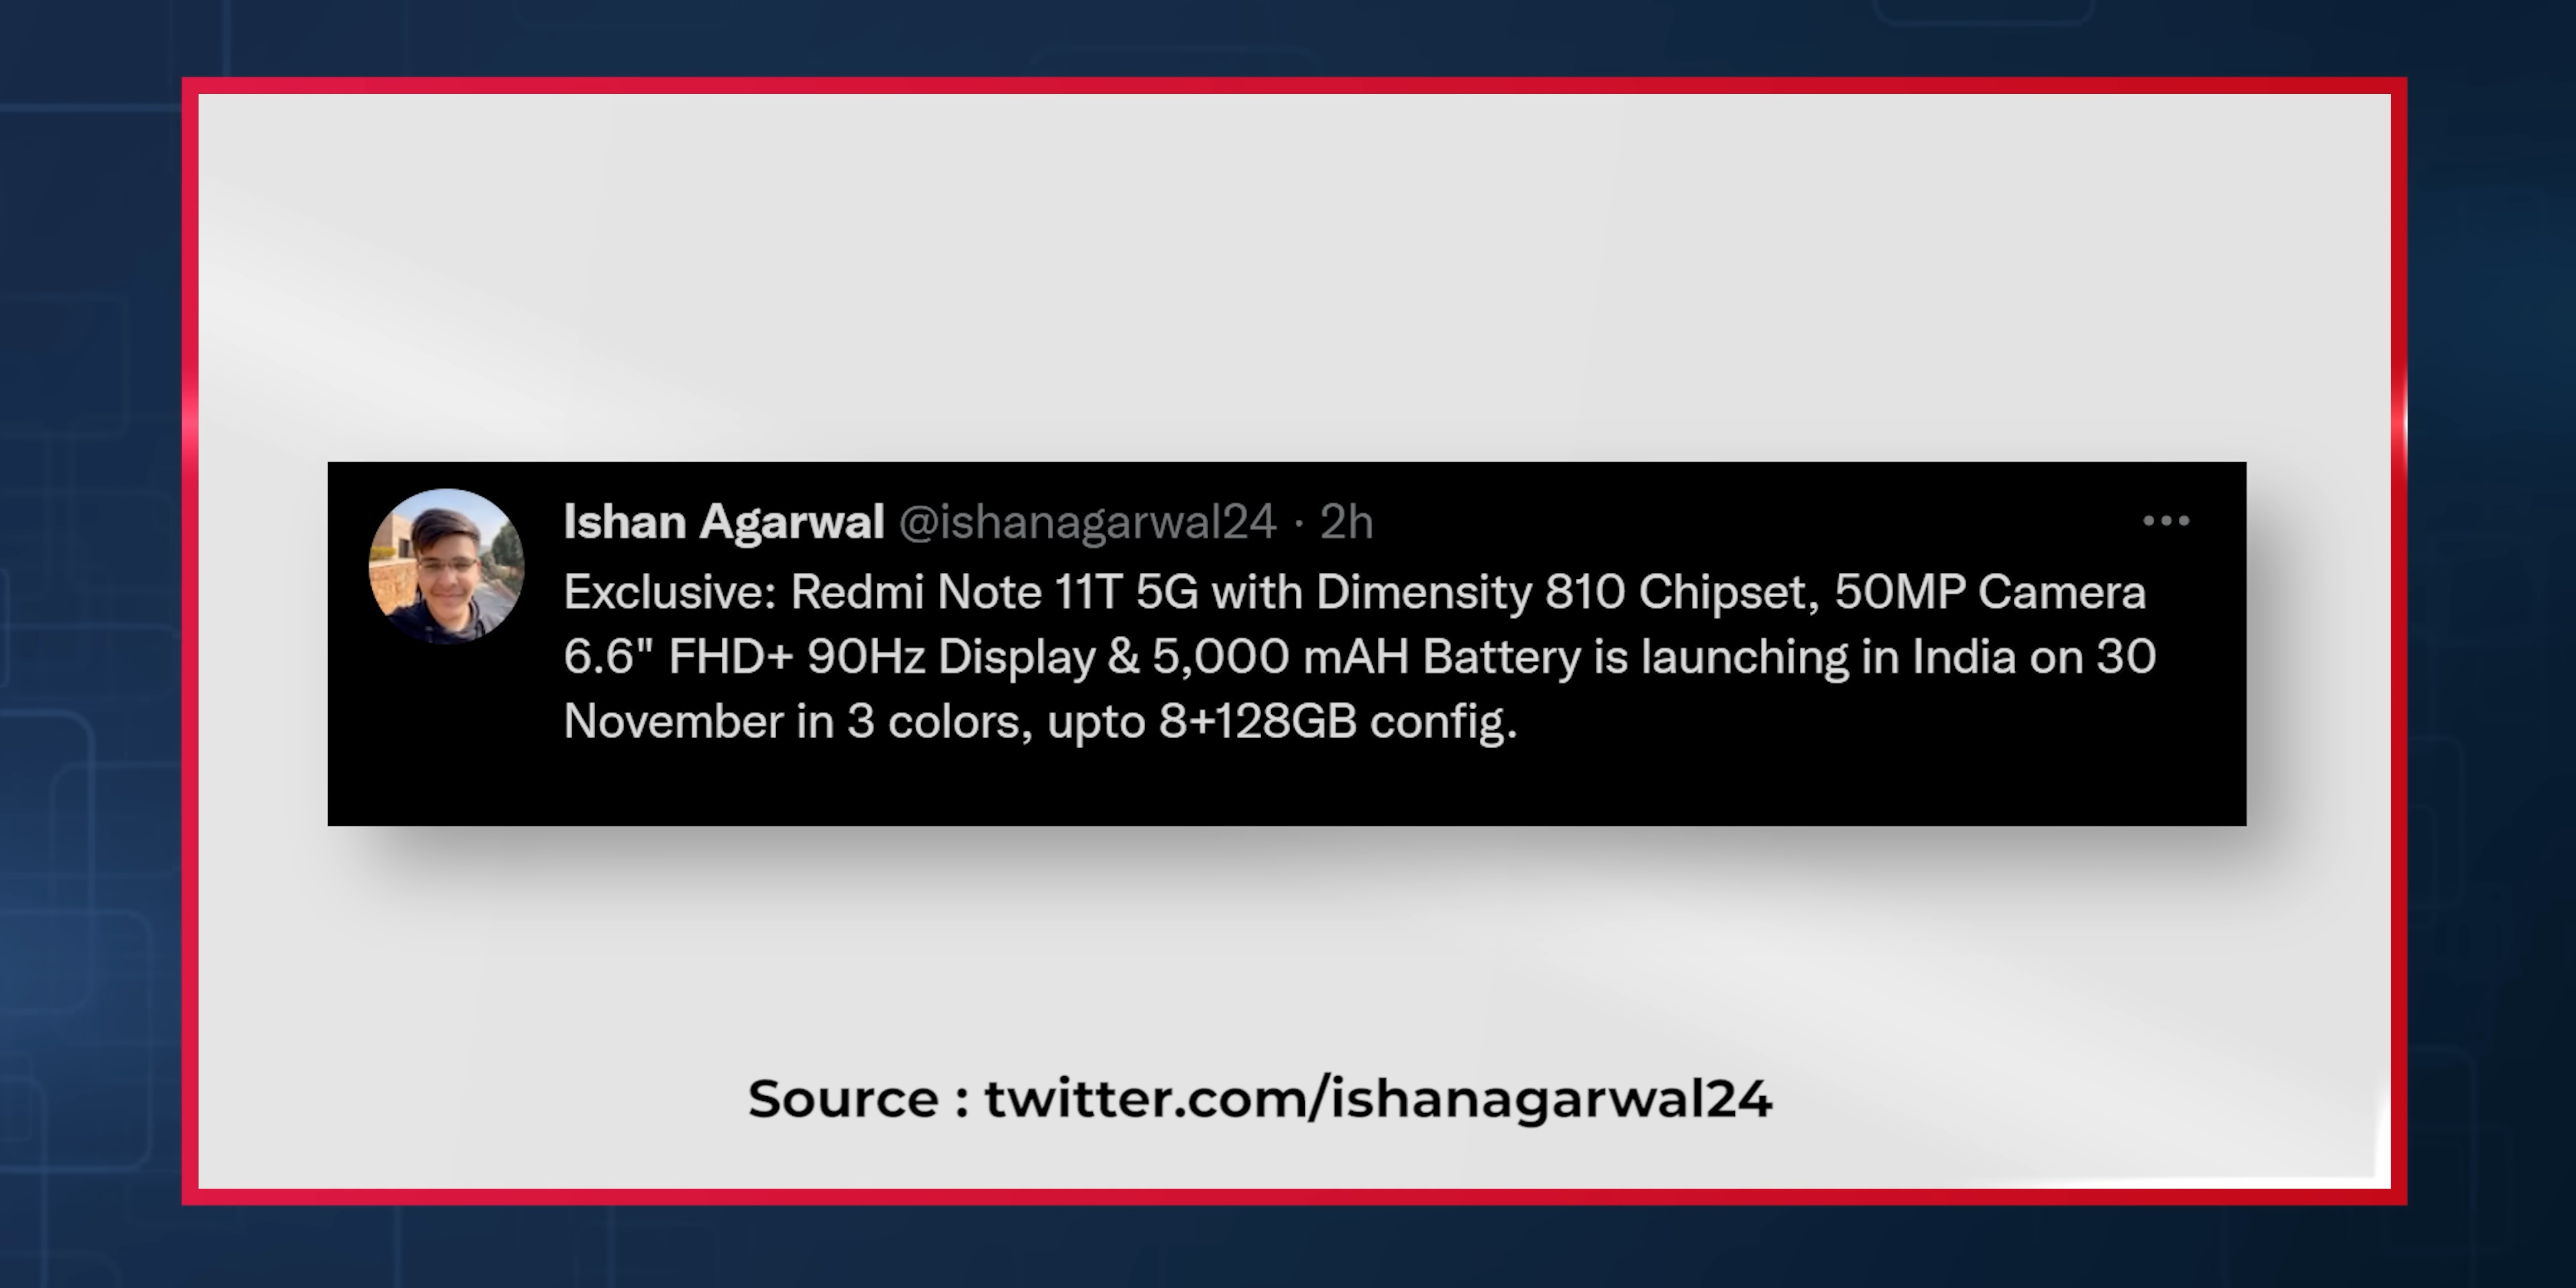 Ishan Agarwal @ishanagarwal24 · 2h
Exclusive: Redmi Note 11T 5G with Dimensity 810 Chipset, 50MP Camera
6.6" FHD+ 90Hz Display & 5,000 mAH Battery is launching in India on 30
November in 3 colors, upto 8+128GB config.
Source : twitter.com/ishanagarwal24